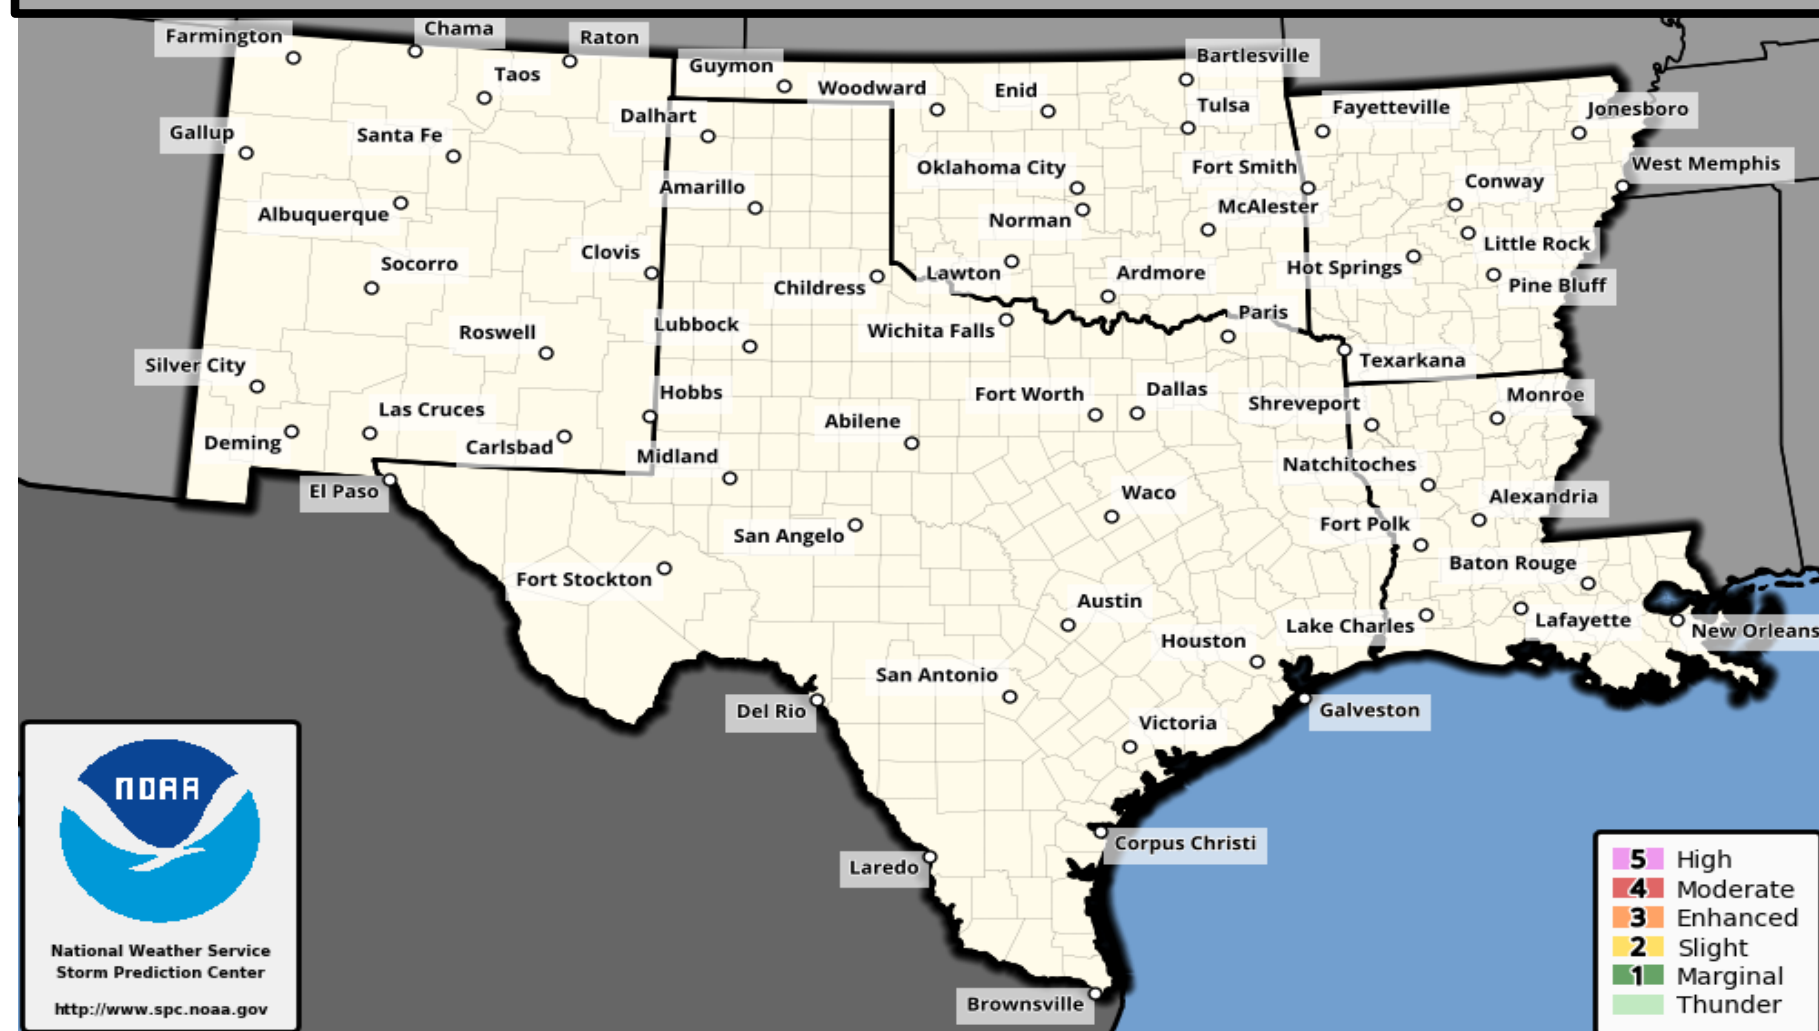 Farmington
Chama
Raton
Taos
Guymon
Woodward
Enid
Bartlesville
Tulsa
Fayetteville
Jonesboro
Gallup
Santa Fe
Dalhart
Oklahoma City
Fort Smith
Conway
West Memphis
Albuquerque
Amarillo
Norman
McAlester
Little Rock
Socorro
Clovis
Childress
Lawton
Ardmore
Hot Springs
Pine Bluff
Roswell
Lubbock
Wichita Falls
Paris
Texarkana
Silver City
Las Cruces
Hobbs
Abilene
Fort Worth
Dallas
Shreveport
Monroe
Deming
Carlsbad
Midland
Natchitoches
El Paso
San Angelo
Waco
Fort Polk
Alexandria
Fort Stockton
Austin
Baton Rouge
Houston
Lake Charles
Lafayette
New Orleans
San Antonio
Del Rio
Victoria
Galveston
Laredo
Corpus Christi
Brownsville
NOAA
National Weather Service
Storm Prediction Center
http://www.spc.noaa.gov
5 High
4 Moderate
3 Enhanced
2 Slight
1 Marginal
Thunder